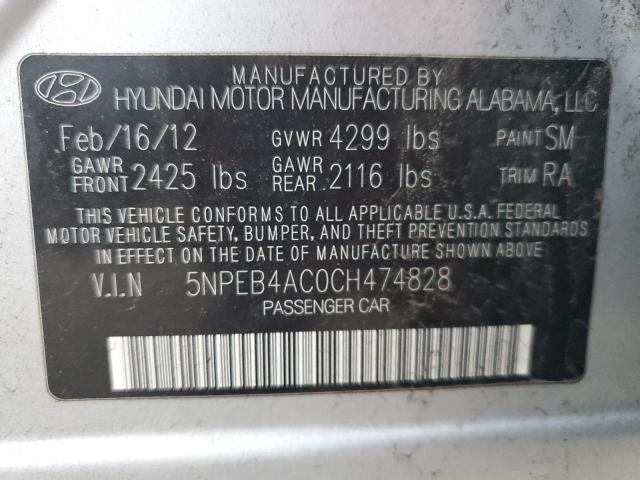 MANUFACTURED BY
HYUNDAI MOTOR MANUFACTURING ALABAMA, LLC
Feb/16/12 GVWR 4299 lbs PAINT SM
GAWR FRONT 2425 lbs GAWR REAR 2116 lbs TRIM RA
THIS VEHICLE CONFORMS TO ALL APPLICABLE U.S.A. FEDERAL
MOTOR VEHICLE SAFETY, BUMPER, AND THEFT PREVENTION STANDARDS
IN EFFECT ON THE DATE OF MANUFACTURE SHOWN ABOVE.
V.I.N 5NPEB4AC0CH474828
PASSENGER CAR